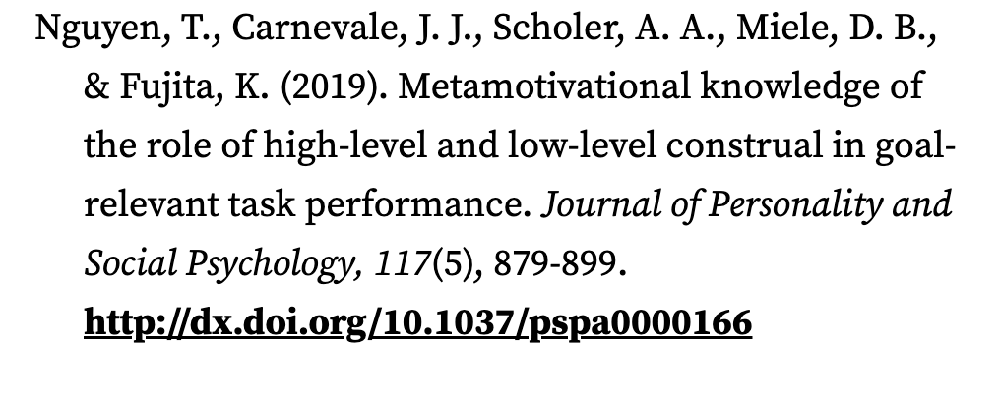 Nguyen, T., Carnevale, J. J., Scholer, A. A., Miele, D. B.,
& Fujita, K. (2019). Metamotivational knowledge of
the role of high-level and low-level construal in goal-
relevant task performance. Journal of Personality and
Social Psychology, 117(5), 879-899.
http://dx.doi.org/10.1037/pspa0000166